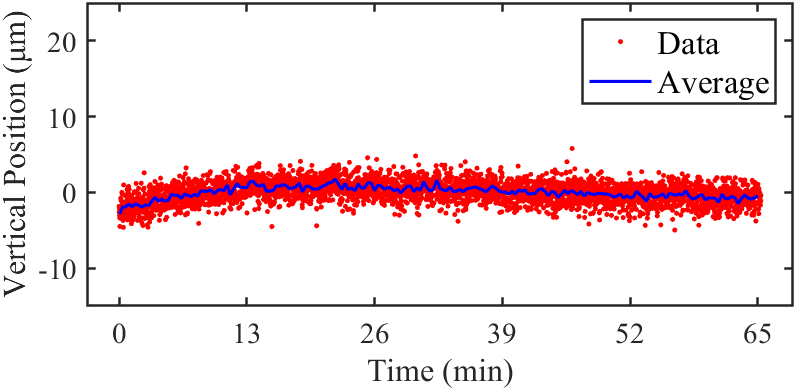 Vertical Position (μm)
20
10
0
-10
Data
Average
0 13 26 39 52 65
Time (min)